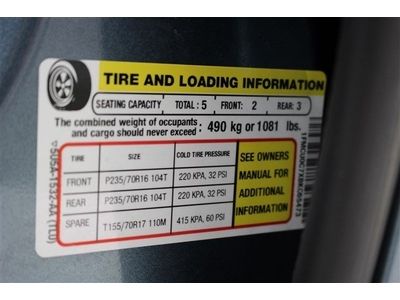 TIRE AND LOADING INFORMATION
SEATING CAPACITY TOTAL: 5 FRONT: 2 REAR: 3
The combined weight of occupants
and cargo should never exceed: 490 kg or 1081 lbs.
TIRE SIZE COLD TIRE PRESSURE
FRONT P235/70R16 104T 220 KPA, 32 PSI
REAR P235/70R16 104T 220 KPA, 32 PSI
SPARE T155/70R17 110M 415 KPA, 60 PSI
SEE OWNERS
MANUAL FOR
ADDITIONAL
INFORMATION